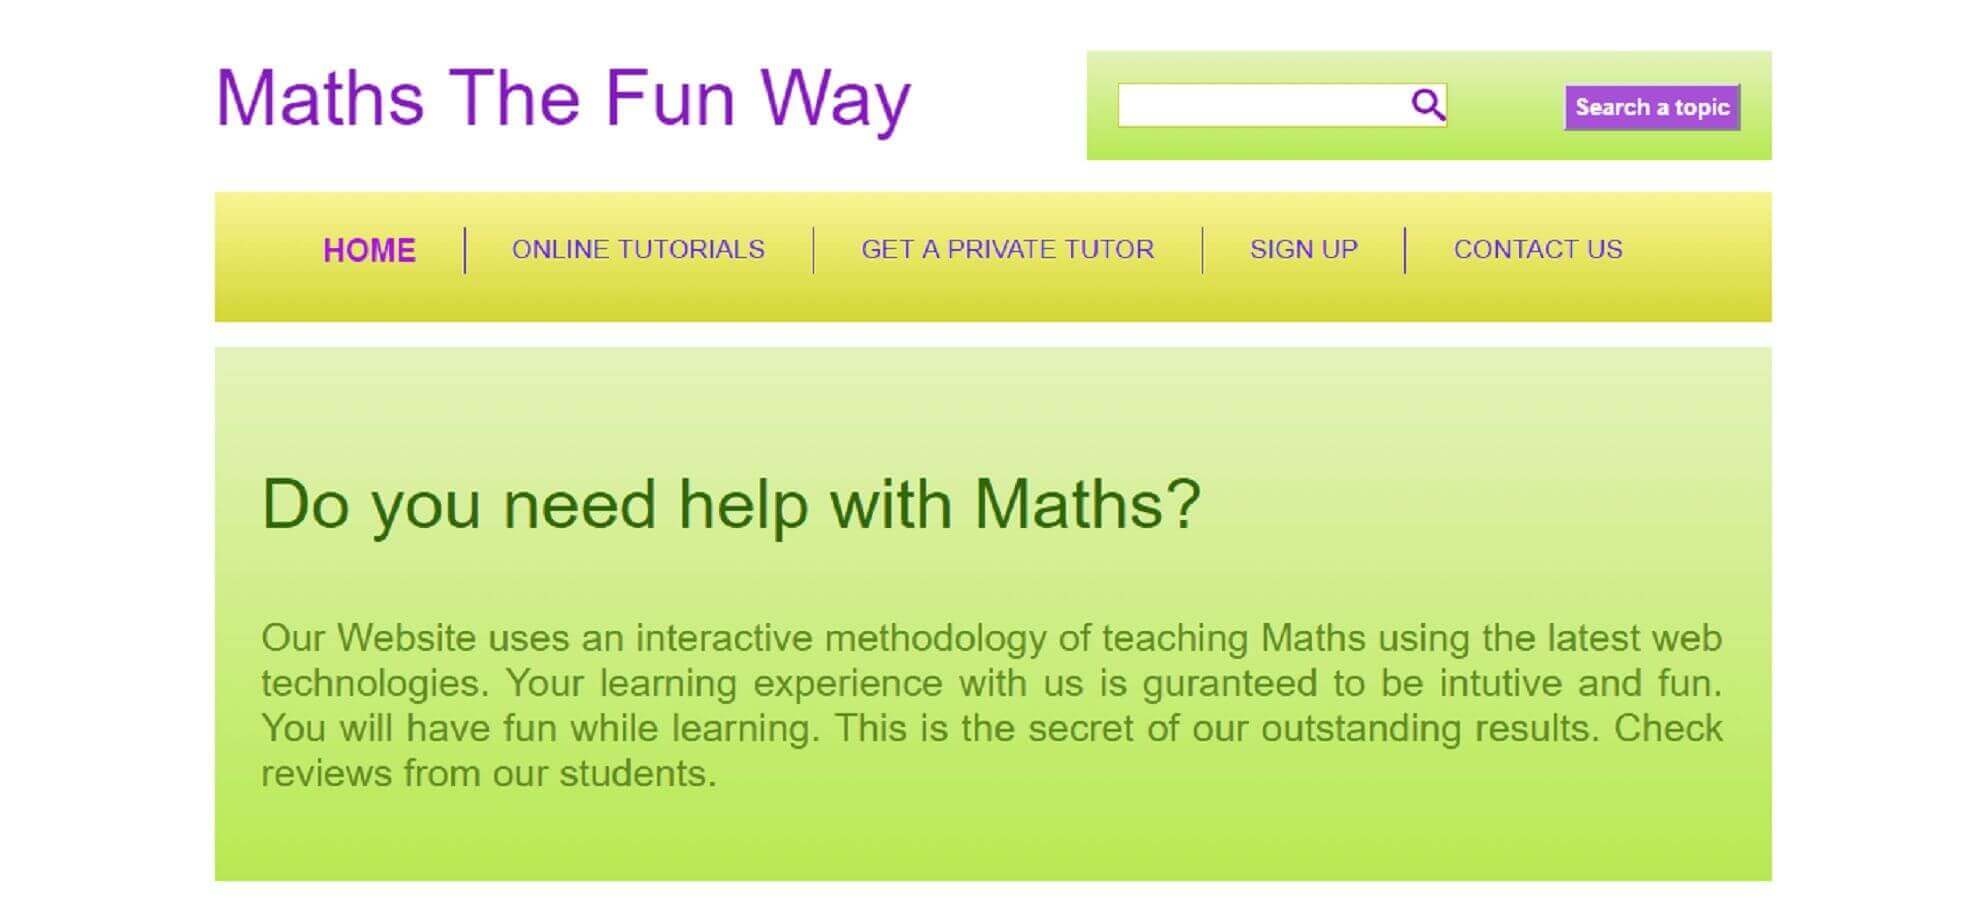 Maths The Fun Way
Search a topic
HOME
ONLINE TUTORIALS
GET A PRIVATE TUTOR
SIGN UP
CONTACT US
Do you need help with Maths?
Our Website uses an interactive methodology of teaching Maths using the latest web
technologies. Your learning experience with us is guranteed to be intutive and fun.
You will have fun while learning. This is the secret of our outstanding results. Check
reviews from our students.